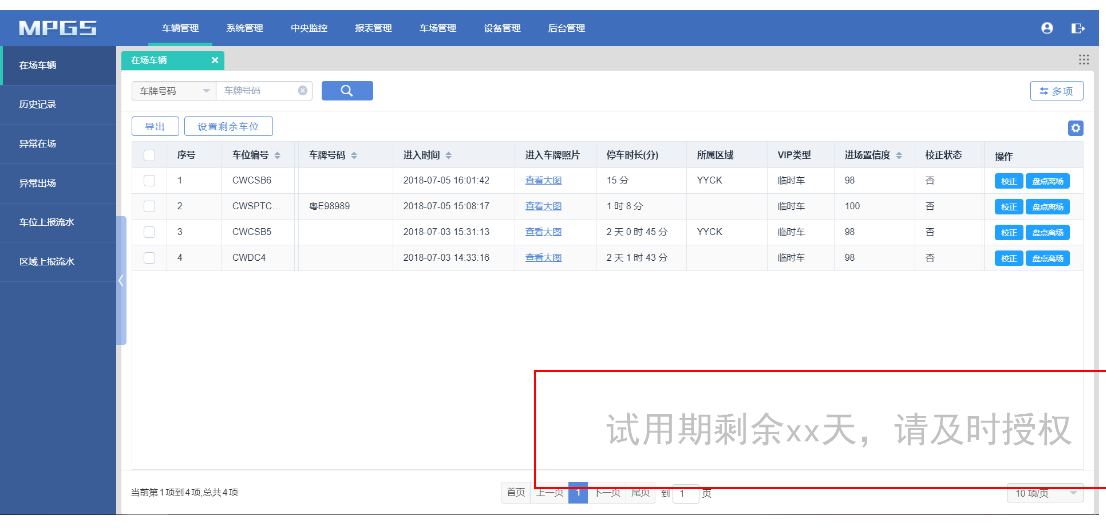 MPGS 车辆管理 系统管理 中央监控 报表管理 车场管理 设备管理 后台管理
在场车辆
历史记录
异常在场
异常出场
车位上报流水
区域上报流水
在场车辆 ×
车牌号码 车牌号码 多项
导出 设置剩余车位
序号 车位编号 车牌号码 进入时间 进入车牌照片 停车时长(分) 所属区域 VIP类型 进场置信度 校正状态 操作
1 CWCSB6 2018-07-05 16:01:42 查看大图 15 分 YYCK 临时车 98 否 校正 盘点离场
2 CWSPTC... 粤E98989 2018-07-05 15:08:17 查看大图 1 时 8 分 临时车 100 否 校正 盘点离场
3 CWCSB5 2018-07-03 15:31:13 查看大图 2 天 0 时 45 分 YYCK 临时车 98 否 校正 盘点离场
4 CWDC4 2018-07-03 14:33:16 查看大图 2 天 1 时 43 分 临时车 98 否 校正 盘点离场
试用期剩余xx天，请及时授权
当前第1项到4项,总共4项 首页 上一页 1 下一页 尾页 到 1 页 10 项/页